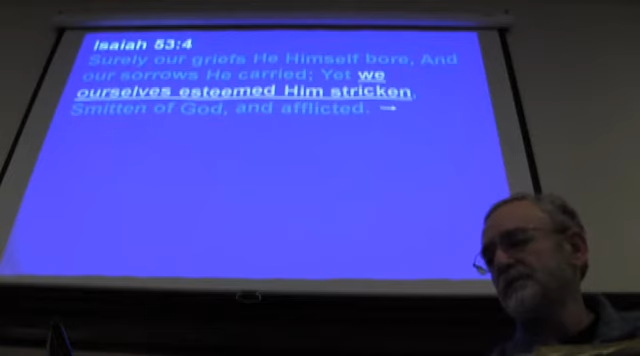 Isaiah 53:4
Surely our griefs He Himself bore, And
our sorrows He carried; Yet we
ourselves esteemed Him stricken,
Smitten of God, and afflicted. →